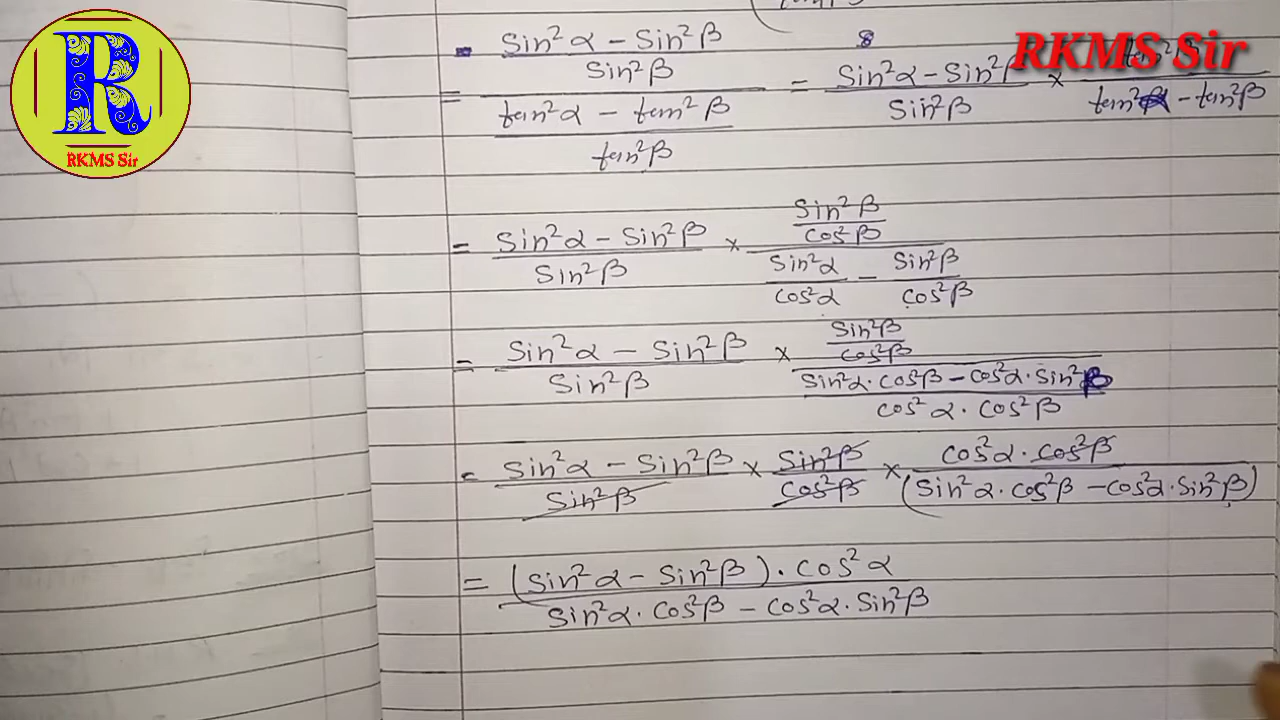 RKMS Sir
RKMS Sir
= (Sin²α − Sin²β)/(Sin²β) / (tan²α − tan²β)/(tan²β) = (Sin²α − Sin²β)/(Sin²β) × (tan²β)/(tan² − tan²β)
= (Sin²α − Sin²β)/(Sin²β) × (Sin²β/cos²β)/(Sin²α/cos²α − Sin²β/cos²β)
= (Sin²α − Sin²β)/(Sin²β) × (Sin²β/cos²β)/((Sin²α · cos²β − cos²α · Sin²β)/(cos²α · cos²β))
= (Sin²α − Sin²β)/(Sin²β) × (Sin²β)/(cos²β) × (cos²α · cos²β)/(Sin²α · cos²β − cos²α · Sin²β)
= (Sin²α − Sin²β) · cos²α/(Sin²α · cos²β − cos²α · Sin²β)